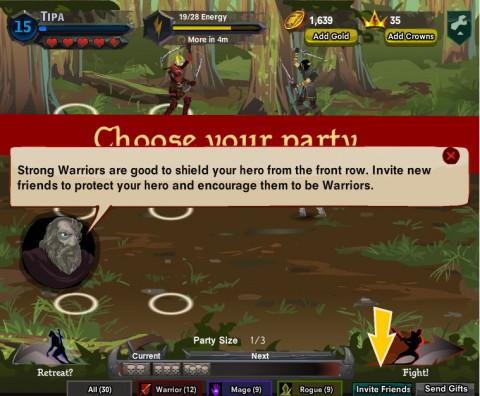 15
TIPA
19/28 Energy
More in 4m
1,639
Add Gold
35
Add Crowns
Choose your party
Strong Warriors are good to shield your hero from the front row. Invite new
friends to protect your hero and encourage them to be Warriors.
Retreat?
Party Size 1/3
Current
Next
Fight!
All (30)
Warrior (12)
Mage (9)
Rogue (9)
Invite Friends
Send Gifts